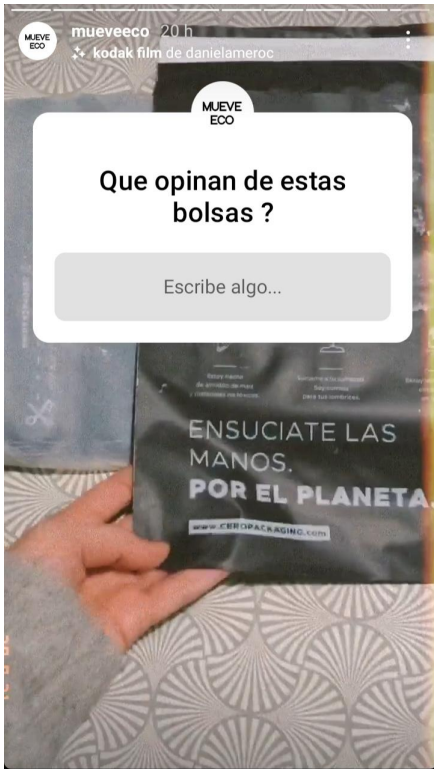 MUEVE
ECO
mueveeco 20 h
kodak film de danielameroc
MUEVE
ECO
Que opinan de estas
bolsas ?
Escribe algo...
ENSUCIATE LAS
MANOS.
POR EL PLANETA.
www.CEROPACKAGING.com